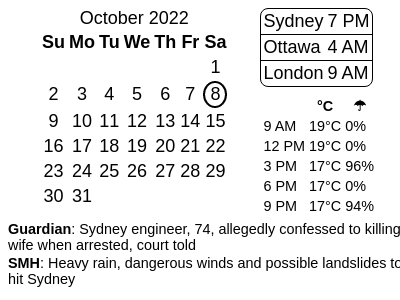 October 2022
Su Mo Tu We Th Fr Sa
1
2 3 4 5 6 7 8
9 10 11 12 13 14 15
16 17 18 19 20 21 22
23 24 25 26 27 28 29
30 31
Sydney 7 PM
Ottawa 4 AM
London 9 AM
°C ☂
9 AM 19°C 0%
12 PM 19°C 0%
3 PM 17°C 96%
6 PM 17°C 0%
9 PM 17°C 94%
Guardian: Sydney engineer, 74, allegedly confessed to killing
wife when arrested, court told
SMH: Heavy rain, dangerous winds and possible landslides to
hit Sydney